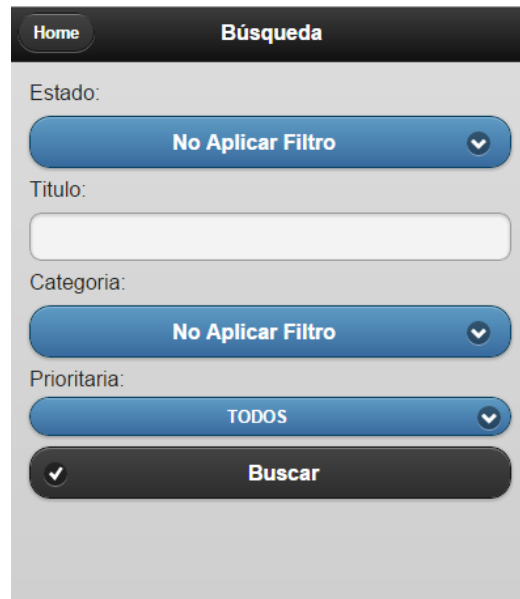 Home
Búsqueda
Estado:
No Aplicar Filtro
Titulo:
Categoria:
No Aplicar Filtro
Prioritaria:
TODOS
Buscar